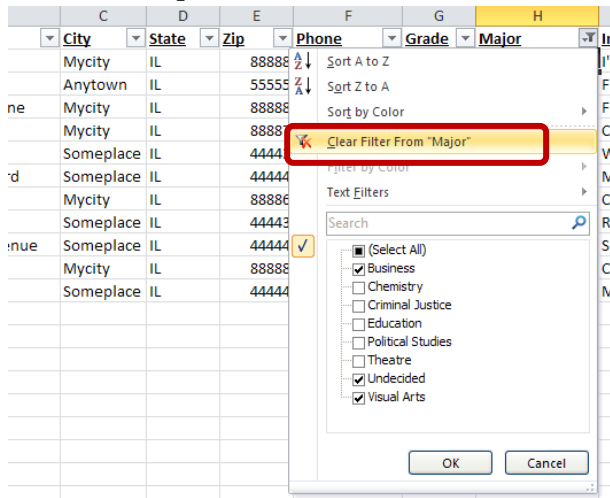 C D E F G H
City State Zip Phone Grade Major
Mycity IL 88888 Sort A to Z
Anytown IL 55555 Sort Z to A
ne Mycity IL 88888 Sort by Color
Mycity IL 88887 Clear Filter From "Major"
Someplace IL Filter by Color
rd Someplace IL 44444 Text Filters
Mycity IL 88886
Someplace IL 44443 Search
enue Someplace IL 44444 (Select All)
Mycity IL 88888 Business
Someplace IL 44444 Chemistry
Criminal Justice
Education
Political Studies
Theatre
Undecided
Visual Arts
OK Cancel